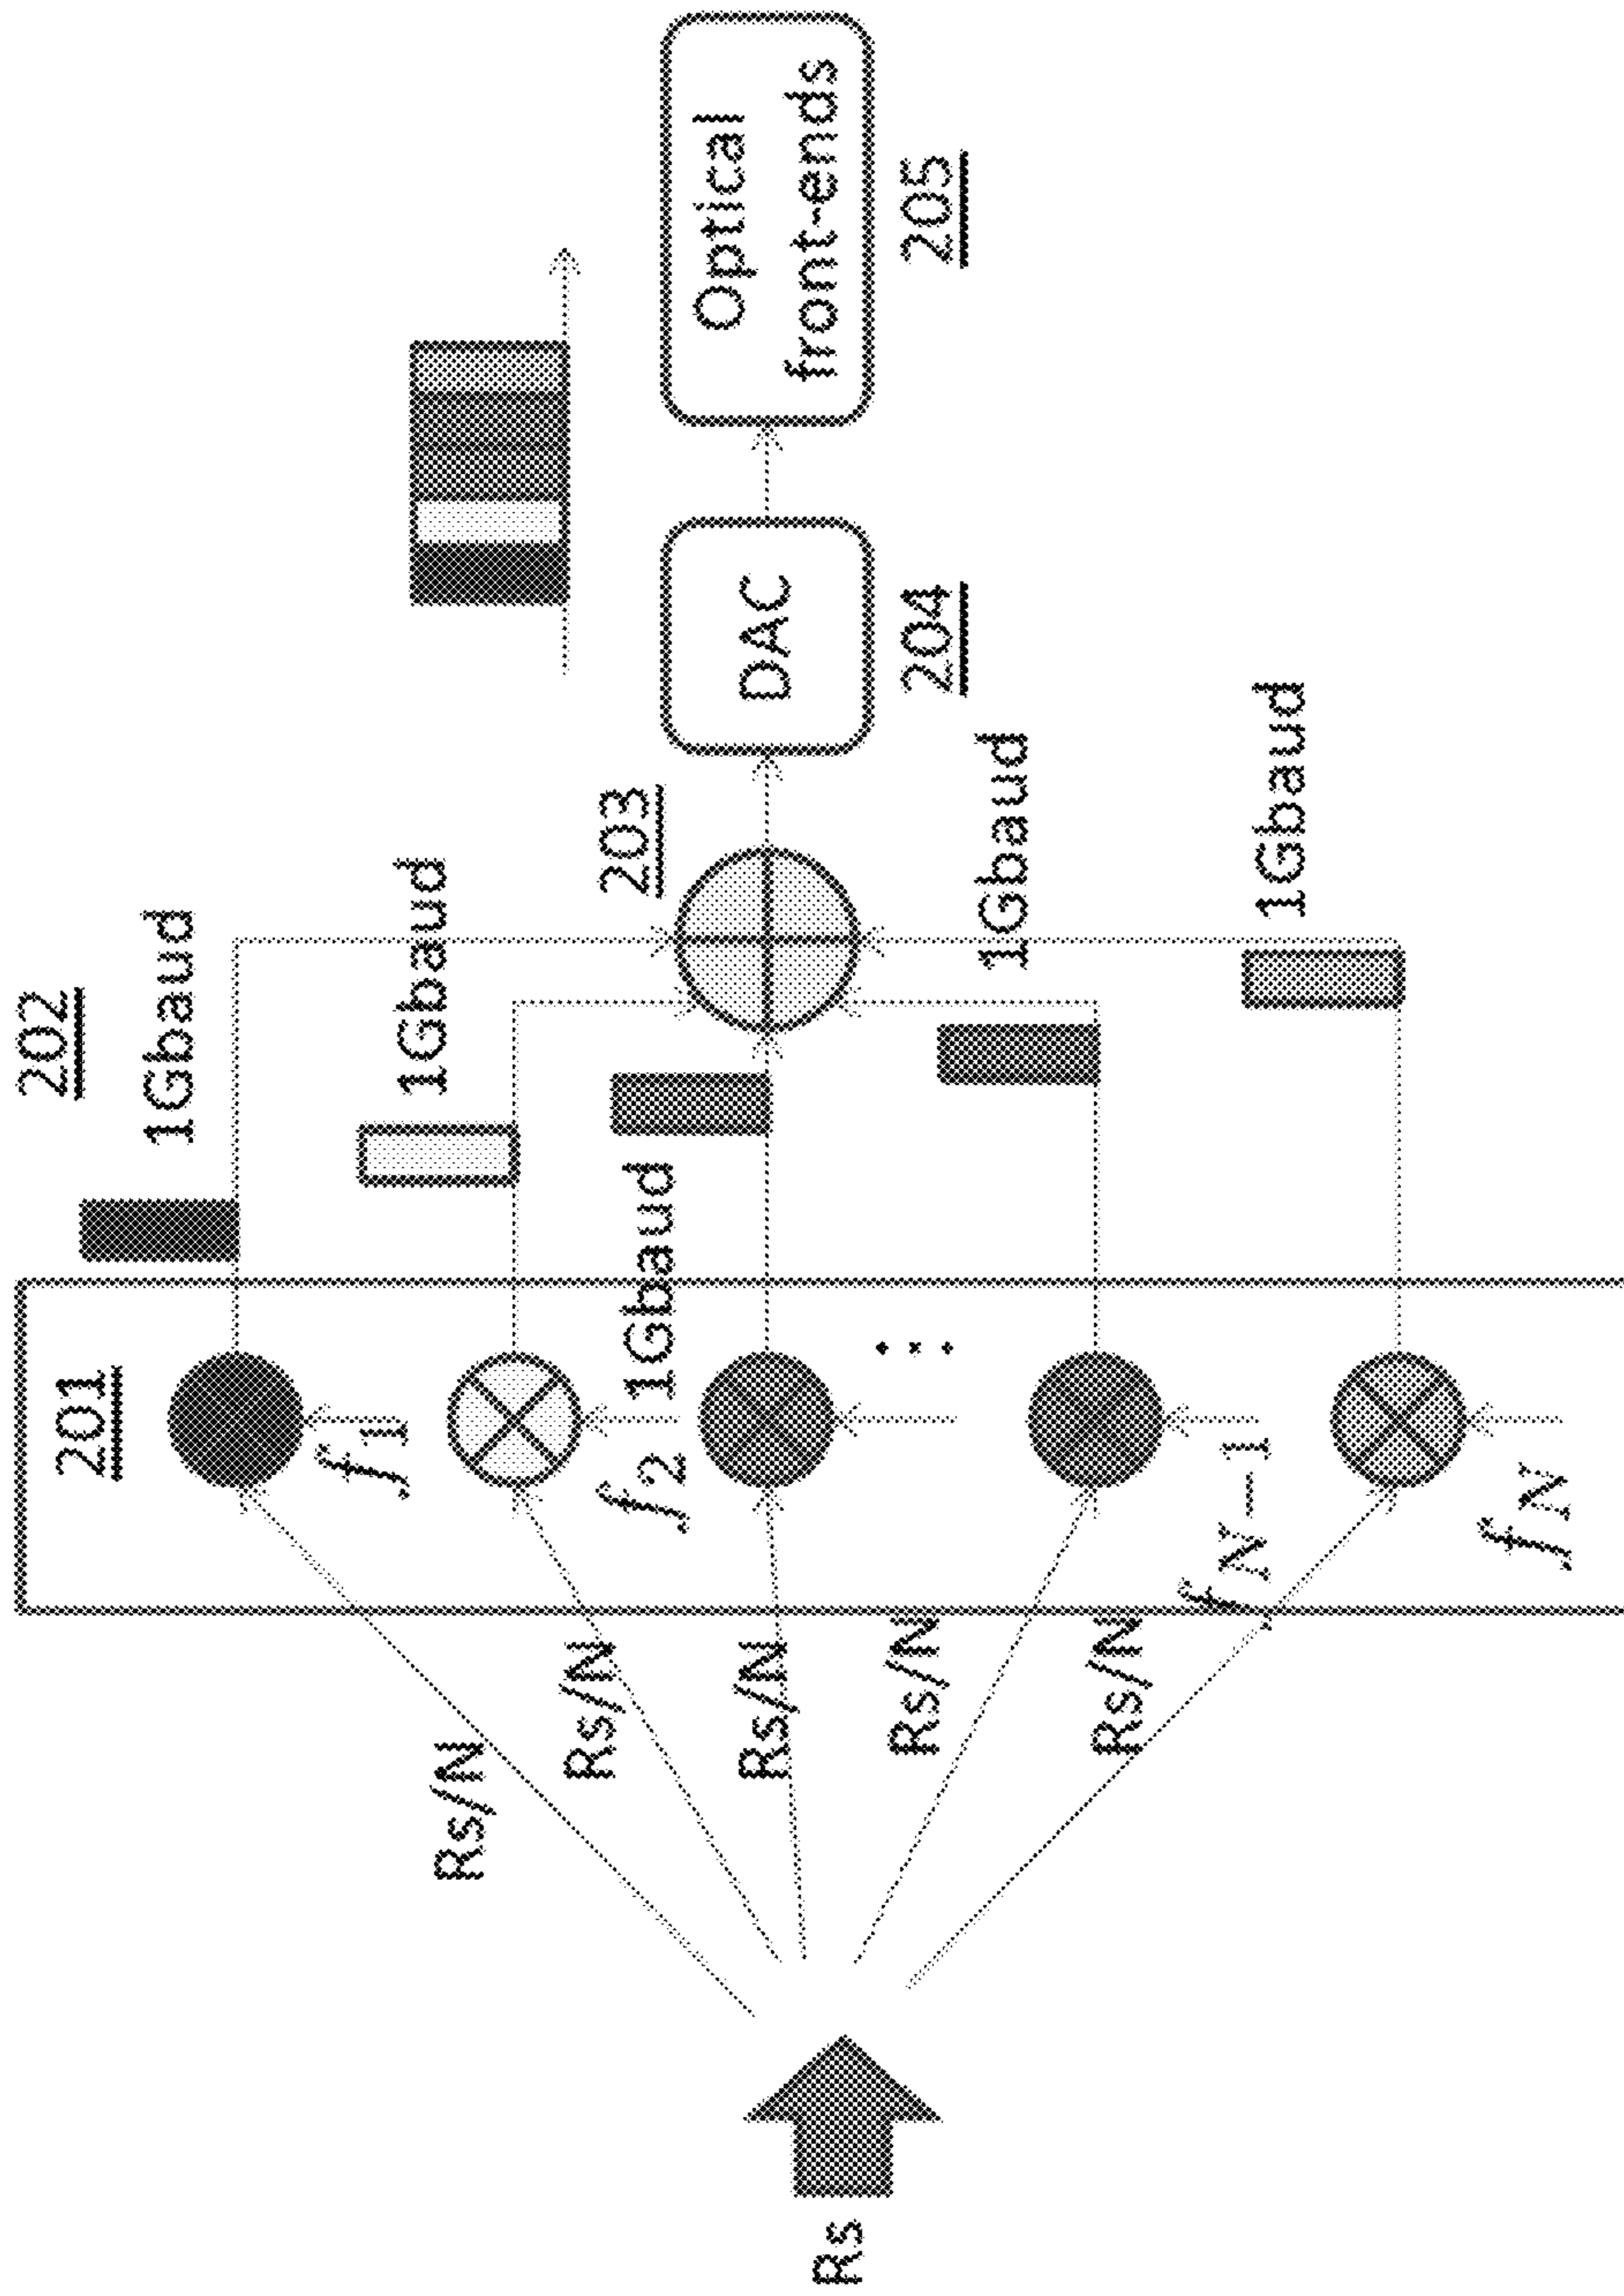 Rs
Rs/N
Rs/N
Rs/N
Rs/N
Rs/N
201
f1
f2
fN−1
fN
202
1Gbaud
1Gbaud
1Gbaud
1Gbaud
1Gbaud
203
DAC
204
Optical
front-ends
205